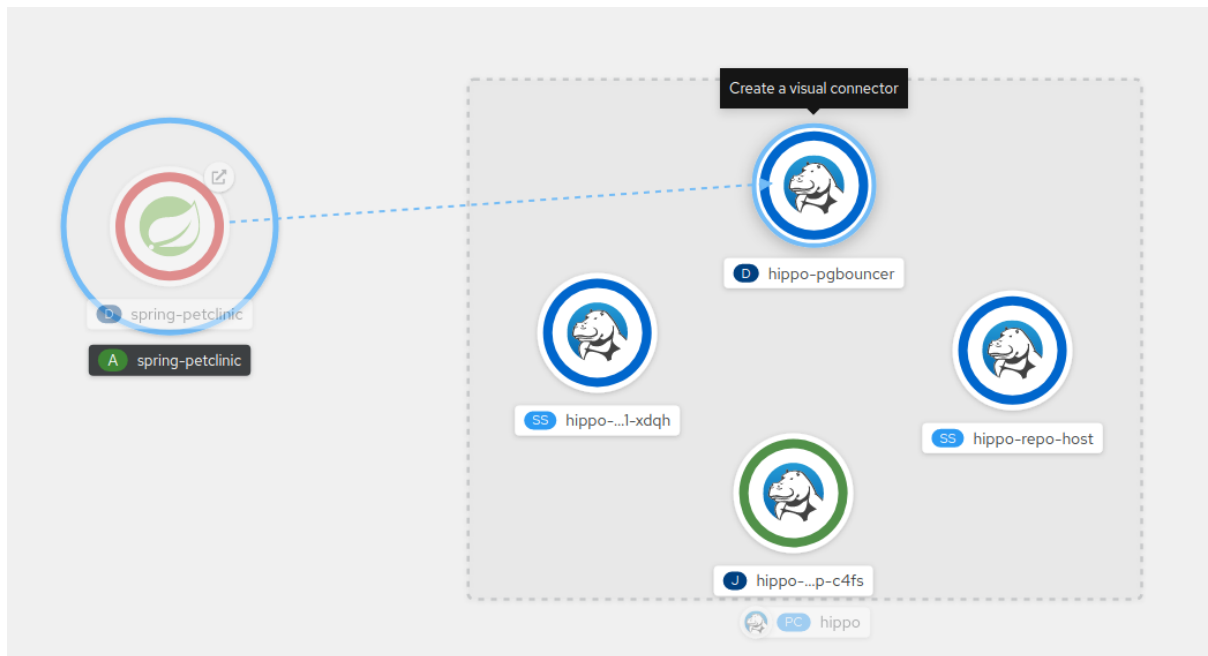 Create a visual connector
D hippo-pgbouncer
D spring-petclinic
A spring-petclinic
SS hippo-...1-xdqh
SS hippo-repo-host
J hippo-...p-c4fs
PC hippo